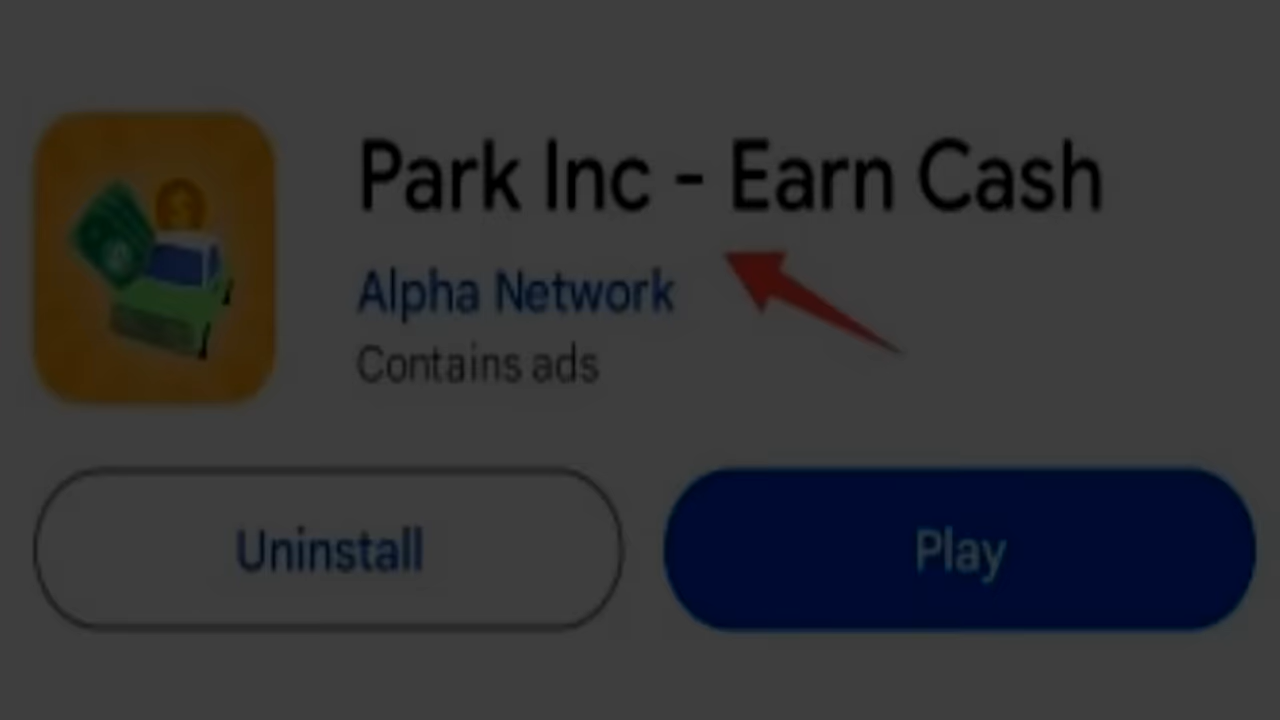 Park Inc - Earn Cash
Alpha Network
Contains ads
Uninstall
Play